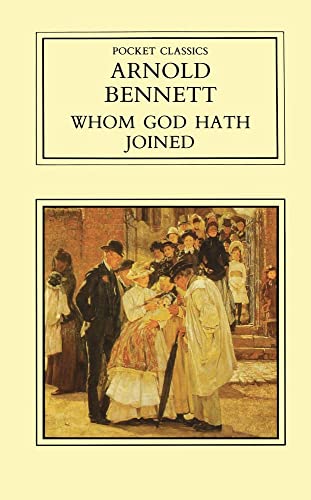 POCKET CLASSICS
ARNOLD
BENNETT
WHOM GOD HATH
JOINED